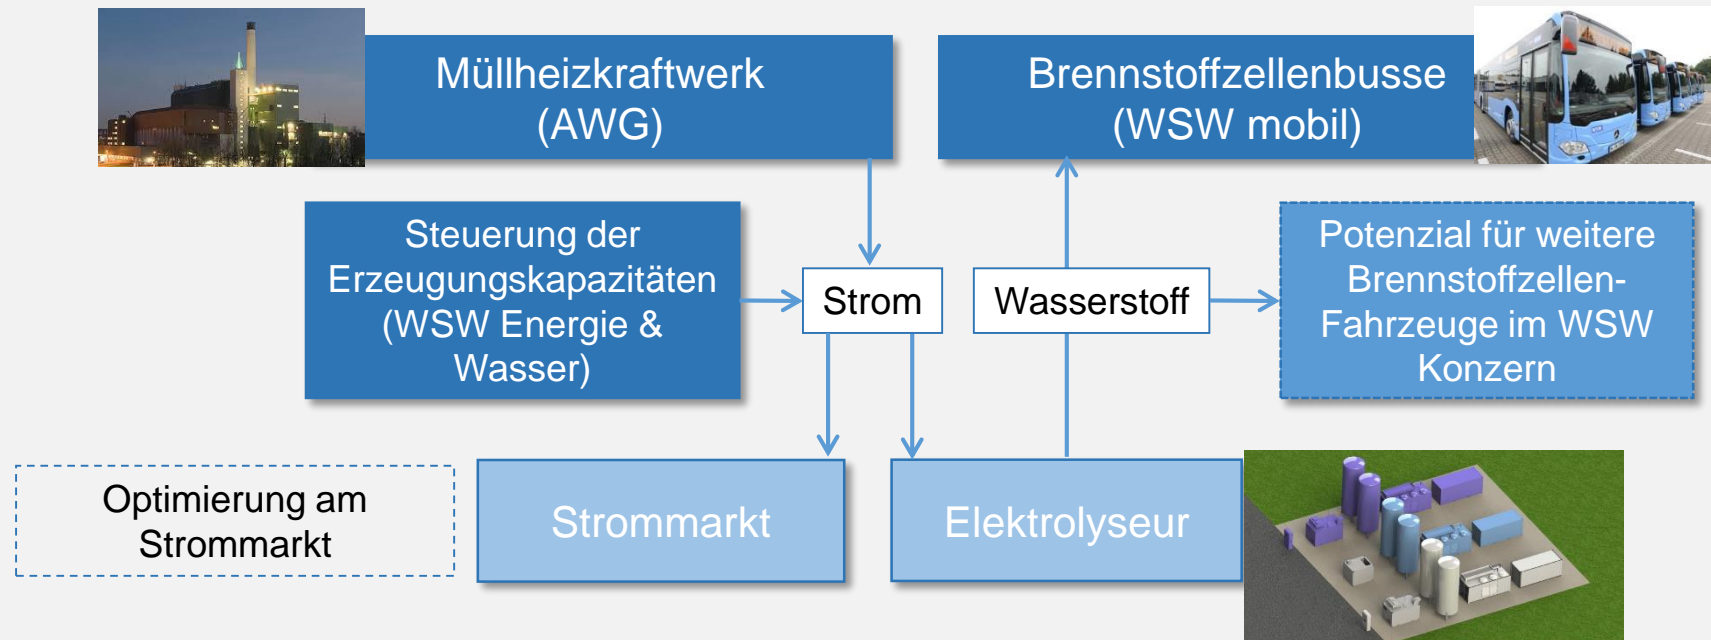 Müllheizkraftwerk
(AWG)
Brennstoffzellenbusse
(WSW mobil)
Steuerung der
Erzeugungskapazitäten
(WSW Energie &
Wasser)
Strom
Wasserstoff
Potenzial für weitere
Brennstoffzellen-
Fahrzeuge im WSW
Konzern
Optimierung am
Strommarkt
Strommarkt
Elektrolyseur